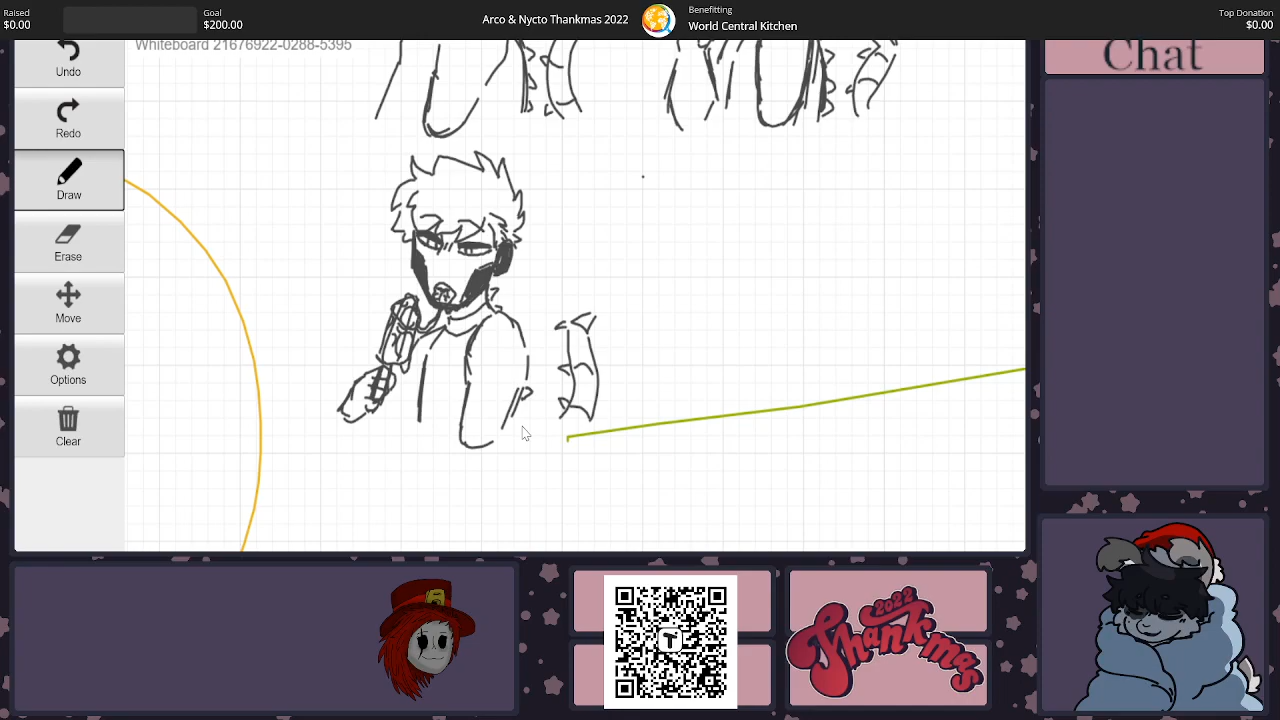 Raised
$0.00
Goal
$200.00
Arco & Nycto Thankmas 2022
Benefitting
World Central Kitchen
Top Donation
$0.00
Whiteboard 21676922-0288-5395
Undo
Redo
Draw
Erase
Move
Options
Clear
Chat
T
2022
Thankmas